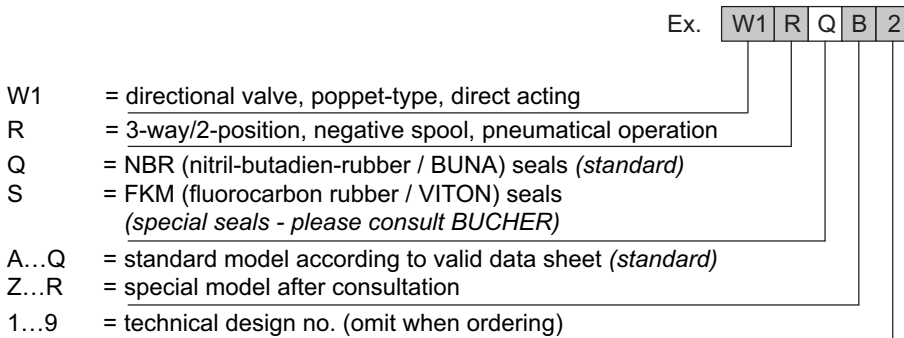 Ex. W1 R Q B 2
W1 = directional valve, poppet-type, direct acting
R = 3-way/2-position, negative spool, pneumatical operation
Q = NBR (nitril-butadien-rubber / BUNA) seals (standard)
S = FKM (fluorocarbon rubber / VITON) seals
(special seals - please consult BUCHER)
A…Q = standard model according to valid data sheet (standard)
Z…R = special model after consultation
1…9 = technical design no. (omit when ordering)